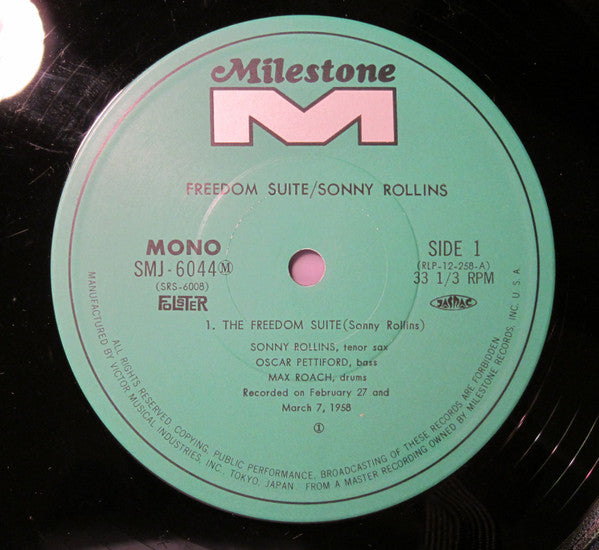 Milestone
M
FREEDOM SUITE/SONNY ROLLINS
MONO
SMJ-6044 Ⓜ
(SRS-6008)
POLSTER
SIDE 1
(RLP-12-258-A)
33 1/3 RPM
JASRAC
1. THE FREEDOM SUITE (Sonny Rollins)
SONNY ROLLINS, tenor sax
OSCAR PETTIFORD, bass
MAX ROACH, drums
Recorded on February 27 and
March 7, 1958
①
MANUFACTURED BY VICTOR MUSICAL INDUSTRIES, INC. TOKYO, JAPAN FROM A MASTER RECORDING OWNED BY MILESTONE RECORDS, INC. U.S.A.
ALL RIGHTS RESERVED. COPYING, PUBLIC PERFORMANCE, BROADCASTING OF THESE RECORDS ARE FORBIDDEN